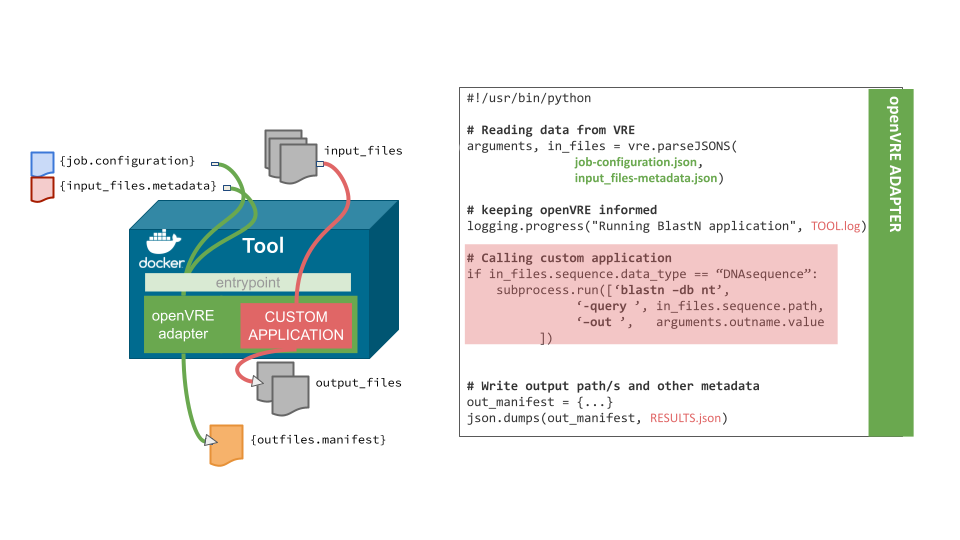 {job.configuration}
{input_files.metadata}
input_files
docker
Tool
entrypoint
openVRE
adapter
CUSTOM
APPLICATION
output_files
{outfiles.manifest}
#!/usr/bin/python
# Reading data from VRE
arguments, in_files = vre.parseJSONS(
job-configuration.json,
input_files-metadata.json)
# keeping openVRE informed
logging.progress("Running BlastN application", TOOL.log)
# Calling custom application
if in_files.sequence.data_type == “DNAsequence”:
subprocess.run([‘blastn –db nt’,
‘-query ’, in_files.sequence.path,
‘–out ’, arguments.outname.value
])
# Write output path/s and other metadata
out_manifest = {...}
json.dumps(out_manifest, RESULTS.json)
openVRE ADAPTER